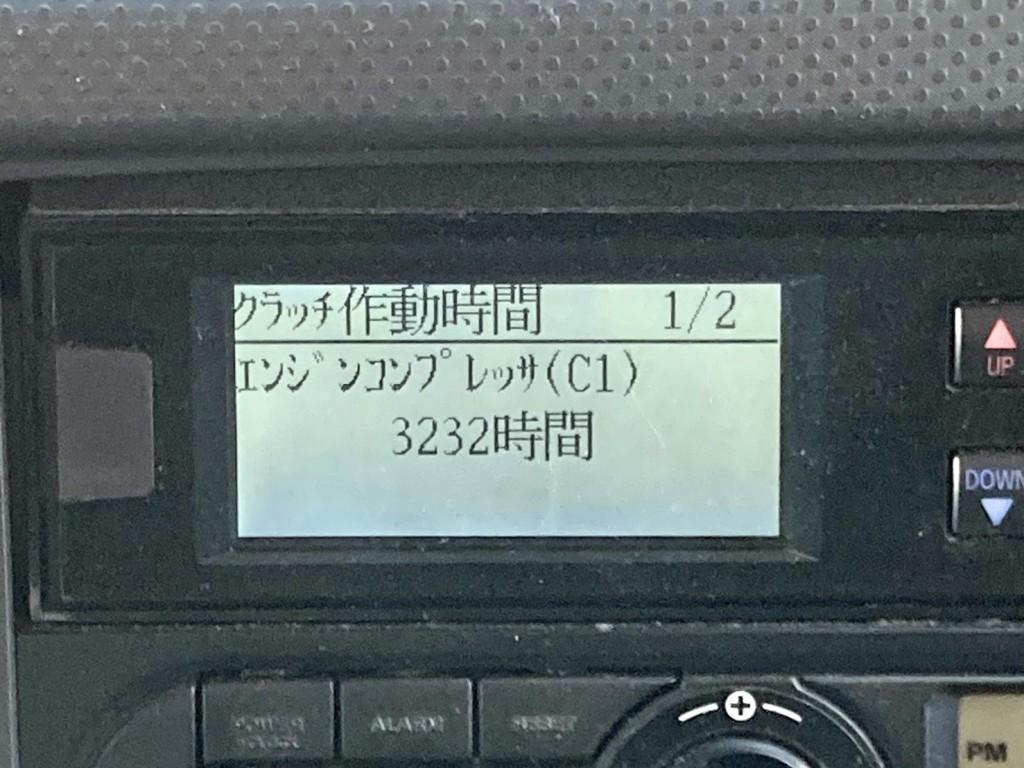 ｸﾗｯﾁ作動時間 1/2
ｴﾝｼﾞﾝｺﾝﾌﾟﾚｯｻ(C1)
3232時間
UP
DOWN
ALARM
RESET
PM